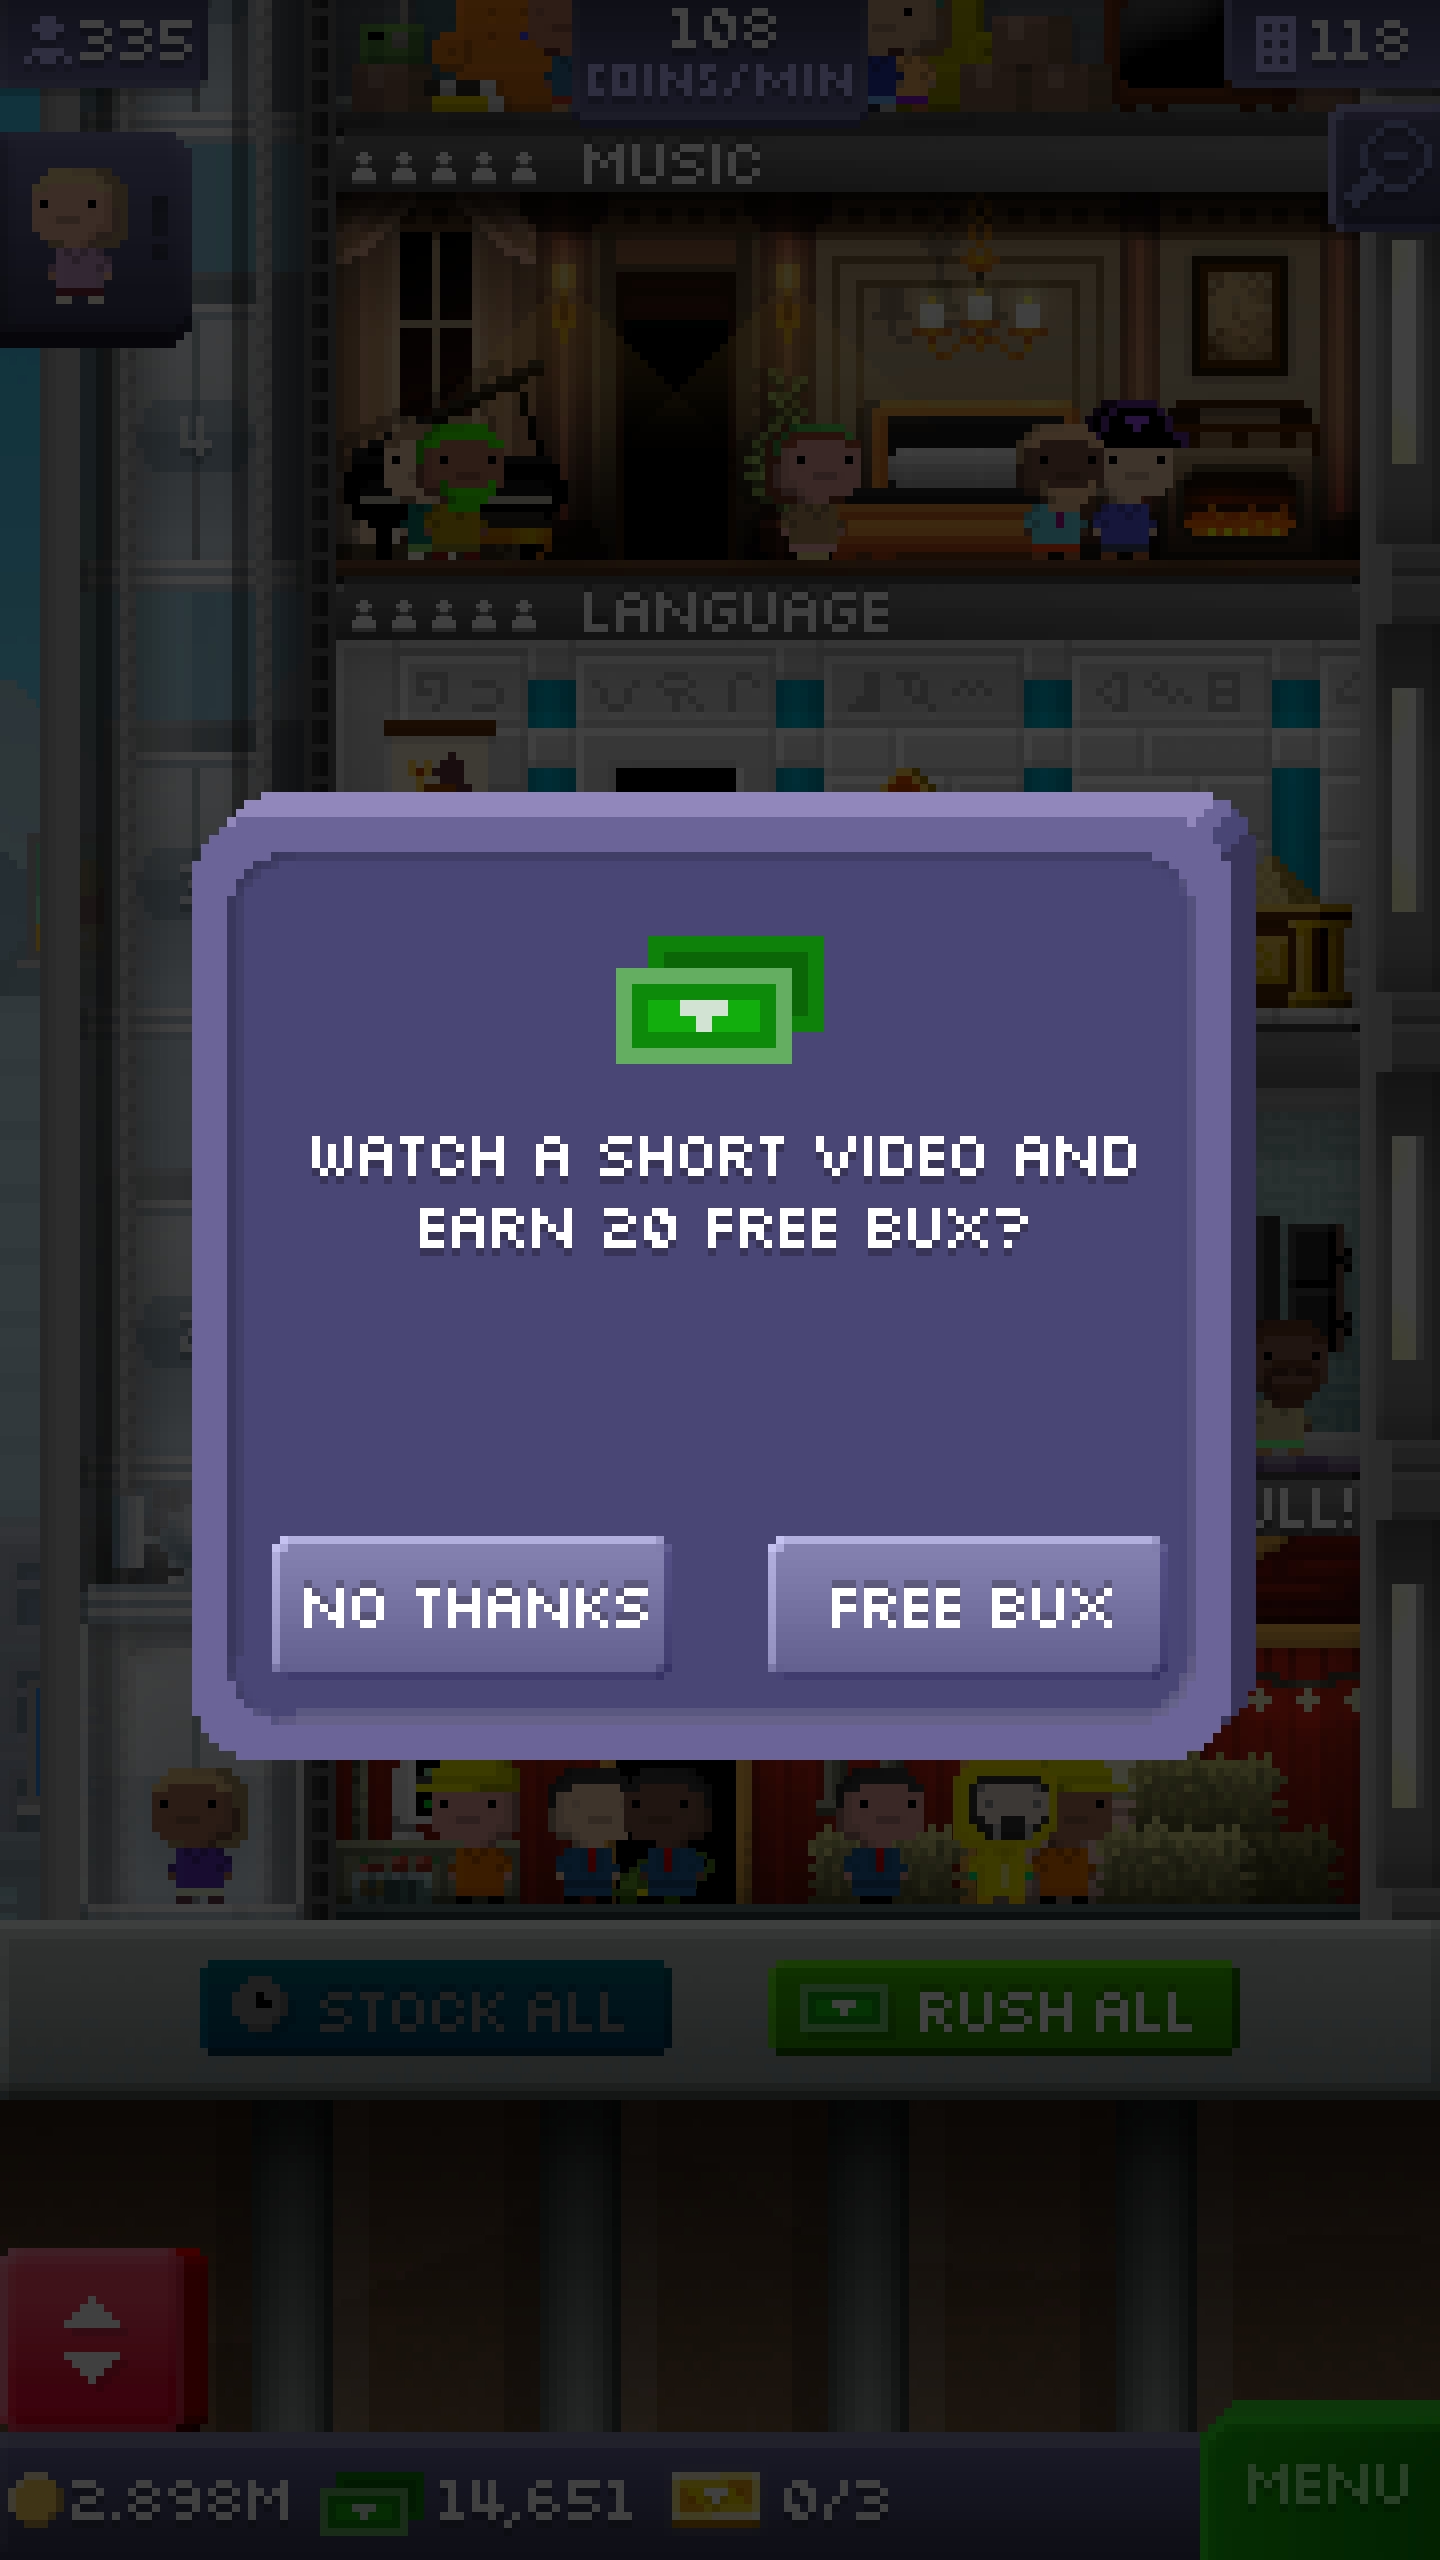 335
108
COINS/MIN
118
MUSIC
4
LANGUAGE
WATCH A SHORT VIDEO AND
EARN 20 FREE BUX?
ULL!
NO THANKS
FREE BUX
STOCK ALL
RUSH ALL
2.898M
14,651
0/3
MENU